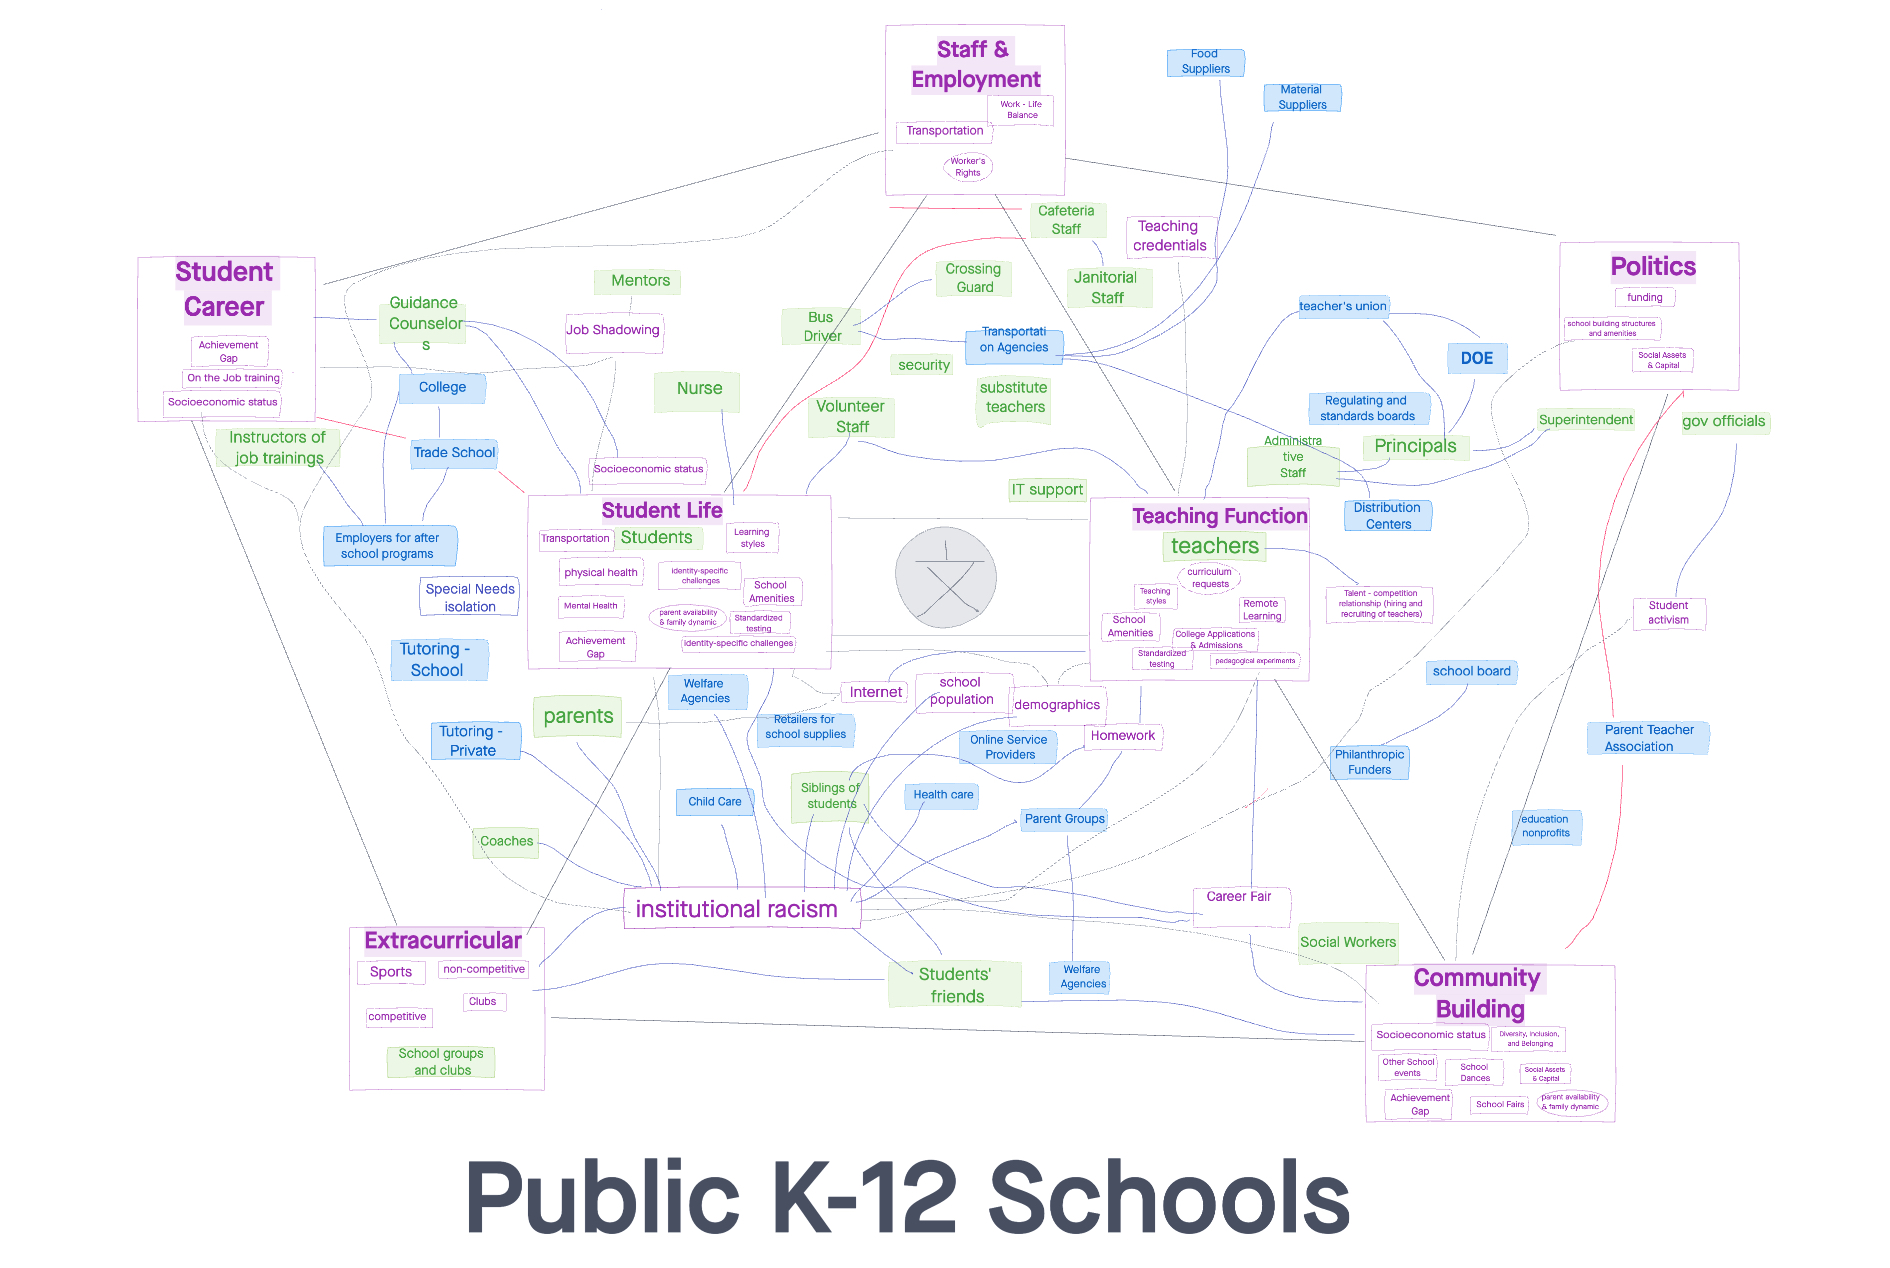 Staff &
Employment
Work - Life
Balance
Transportation
Worker's
Rights
Food
Suppliers
Material
Suppliers
Cafeteria
Staff
Teaching
credentials
Crossing
Guard
Janitorial
Staff
Student
Career
Achievement
Gap
On the Job training
Socioeconomic status
Politics
funding
school building structures
and amenities
Social Assets
& Capital
Mentors
Guidance
Counselor
s
Job Shadowing
Bus
Driver
Transportati
on Agencies
teacher's union
DOE
College
Nurse
security
substitute
teachers
Volunteer
Staff
Regulating and
standards boards
Superintendent
gov officials
Instructors of
job trainings
Trade School
Socioeconomic status
Administra
tive
Staff
Principals
IT support
Distribution
Centers
Employers for after
school programs
Special Needs
isolation
Student Life
Students
Transportation
Learning
styles
physical health
identity-specific
challenges
School
Amenities
Mental Health
parent availability
& family dynamic
Standardized
testing
Achievement
Gap
identity-specific challenges
文
Teaching Function
teachers
curriculum
requests
Teaching
styles
Remote
Learning
School
Amenities
College Applications
& Admissions
Standardized
testing
pedagogical experiments
Talent - competition
relationship (hiring and
recruiting of teachers)
Student
activism
Tutoring -
School
Welfare
Agencies
Internet
school
population
demographics
school board
parents
Retailers for
school supplies
Tutoring -
Private
Online Service
Providers
Homework
Parent Teacher
Association
Philanthropic
Funders
Child Care
Siblings of
students
Health care
Parent Groups
education
nonprofits
Coaches
institutional racism
Career Fair
Social Workers
Extracurricular
Sports
non-competitive
Clubs
competitive
School groups
and clubs
Students'
friends
Welfare
Agencies
Community
Building
Socioeconomic status
Diversity, Inclusion,
and Belonging
Other School
events
School
Dances
Social Assets
& Capital
Achievement
Gap
School Fairs
parent availability
& family dynamic
Public K-12 Schools